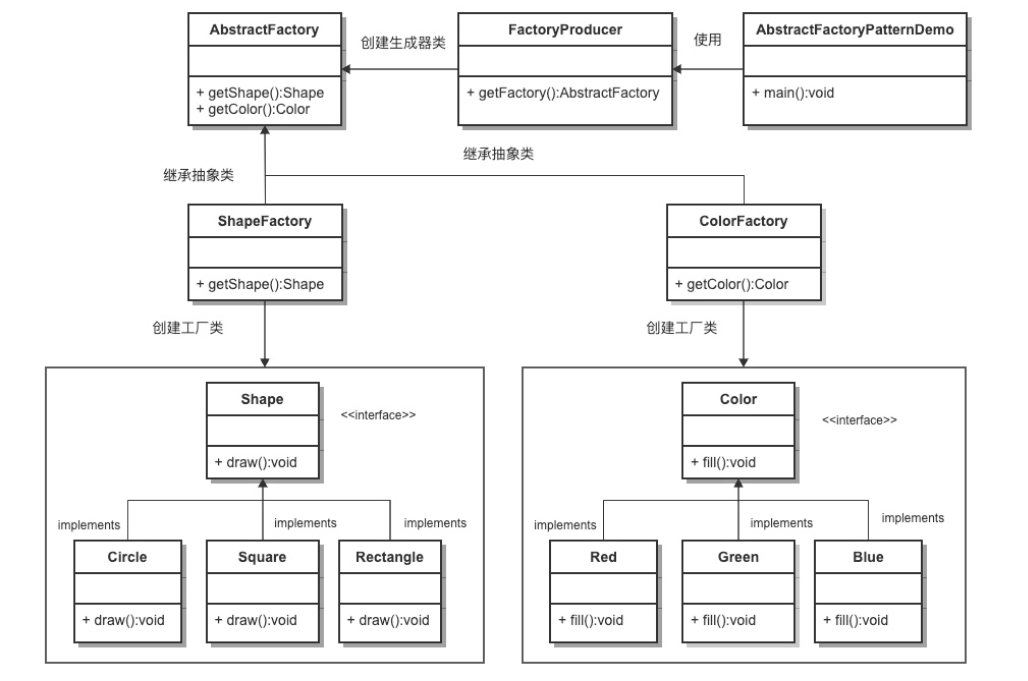 AbstractFactory
+ getShape():Shape
+ getColor():Color
创建生成器类
FactoryProducer
+ getFactory():AbstractFactory
使用
AbstractFactoryPatternDemo
+ main():void
继承抽象类
继承抽象类
ShapeFactory
+ getShape():Shape
ColorFactory
+ getColor():Color
创建工厂类
创建工厂类
Shape
<<interface>>
+ draw():void
implements
implements
implements
Circle
+ draw():void
Square
+ draw():void
Rectangle
+ draw():void
Color
<<interface>>
+ fill():void
implements
implements
implements
Red
+ fill():void
Green
+ fill():void
Blue
+ fill():void